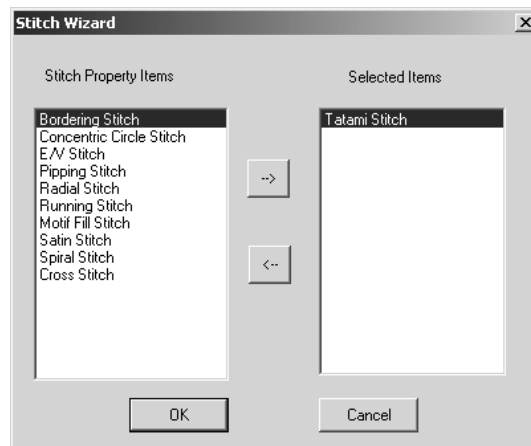 Stitch Wizard
Stitch Property Items
Selected Items
Bordering Stitch
Concentric Circle Stitch
E/V Stitch
Pipping Stitch
Radial Stitch
Running Stitch
Motif Fill Stitch
Satin Stitch
Spiral Stitch
Cross Stitch
-->
<--
Tatami Stitch
OK
Cancel